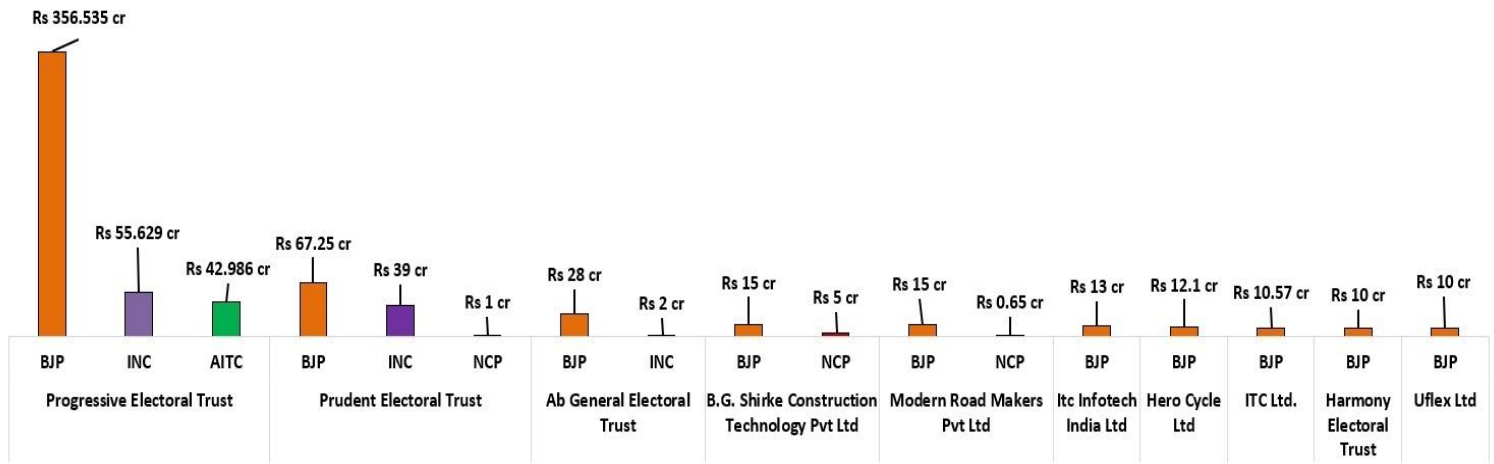 Rs 356.535 cr
Rs 55.629 cr
Rs 42.986 cr
Rs 67.25 cr
Rs 39 cr
Rs 1 cr
Rs 28 cr
Rs 2 cr
Rs 15 cr
Rs 5 cr
Rs 15 cr
Rs 0.65 cr
Rs 13 cr
Rs 12.1 cr
Rs 10.57 cr
Rs 10 cr
Rs 10 cr
BJP INC AITC BJP INC NCP BJP INC BJP NCP BJP NCP BJP BJP BJP BJP BJP
Progressive Electoral Trust
Prudent Electoral Trust
Ab General Electoral
Trust
B.G. Shirke Construction
Technology Pvt Ltd
Modern Road Makers
Pvt Ltd
Itc Infotech
India Ltd
Hero Cycle
Ltd
ITC Ltd.
Harmony
Electoral
Trust
Uflex Ltd